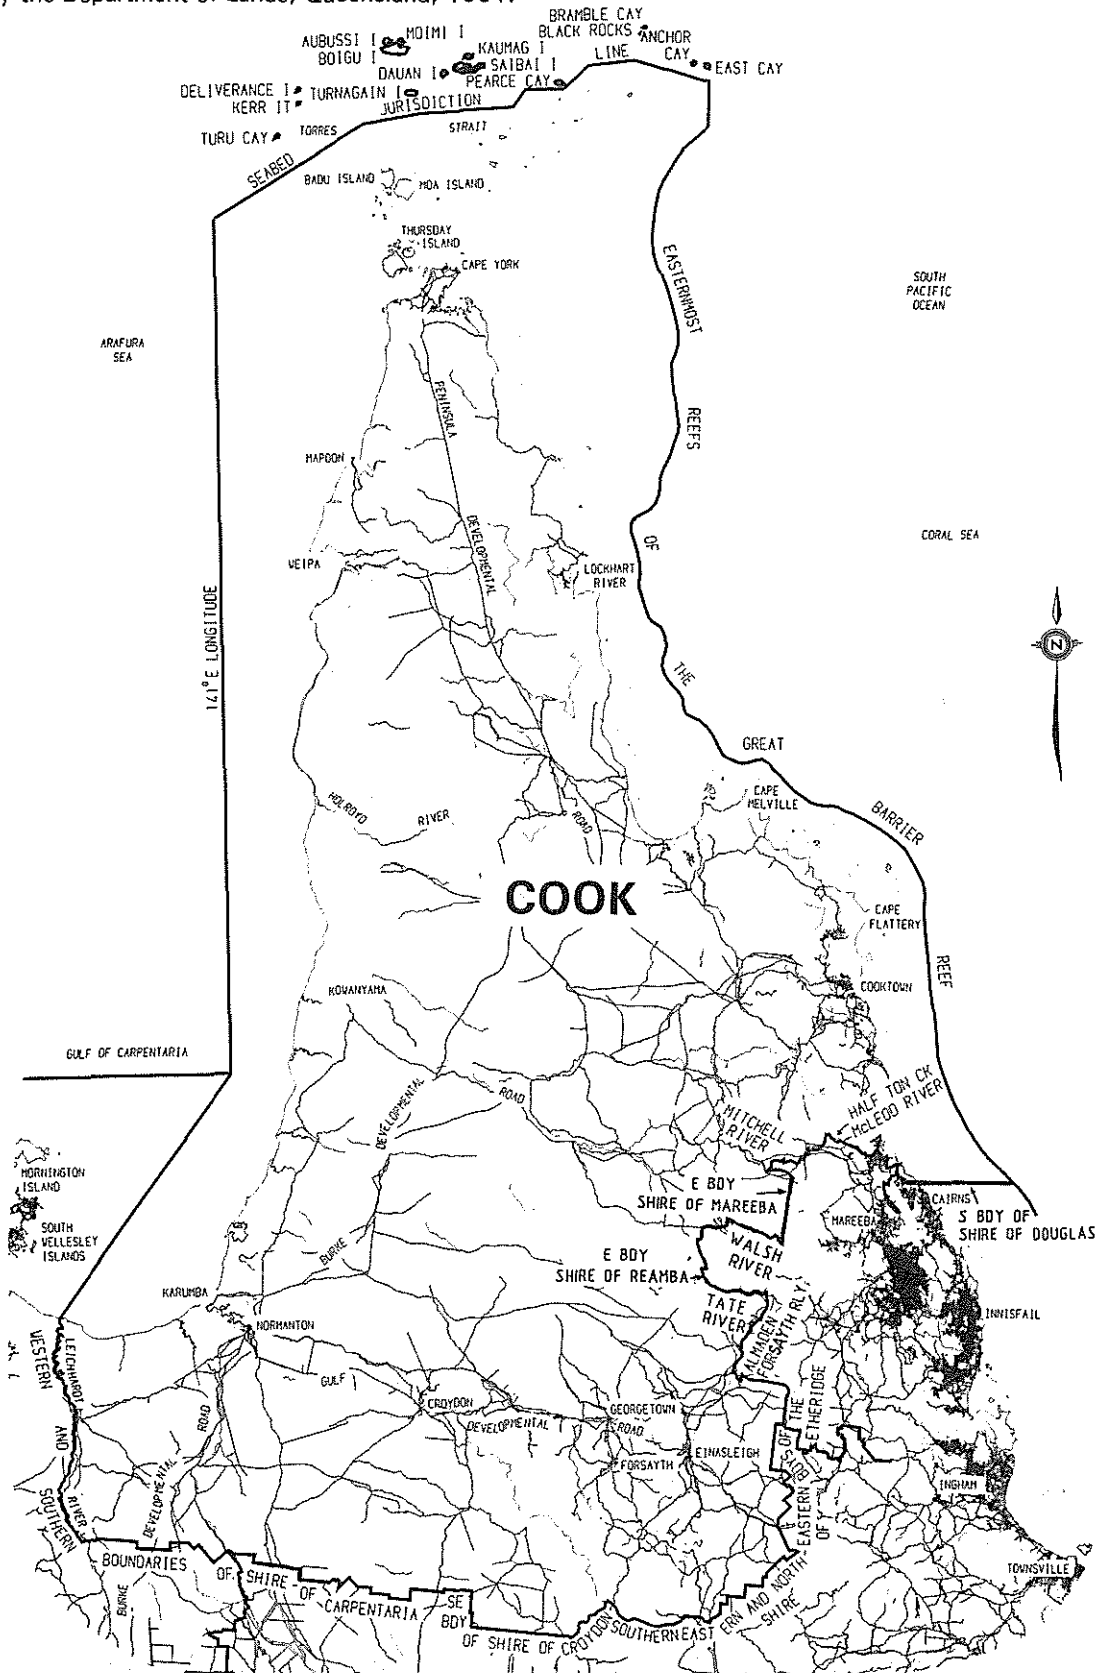 the Department of Lands, Queensland, 1991.
BRAMBLE CAY
BLACK ROCKS
ANCHOR
CAY
EAST CAY
AUBUSSI I
MOIMI I
BOIGU I
KAUMAG I
SAIBAI I
DAUAN I
PEARCE CAY
LINE
DELIVERANCE I
TURNAGAIN I
KERR IT
JURISDICTION
TURU CAY
TORRES
STRAIT
SEABED
BADU ISLAND
MOA ISLAND
THURSDAY
ISLAND
CAPE YORK
EASTERNMOST
SOUTH
PACIFIC
OCEAN
ARAFURA
SEA
PENINSULA
REEFS
MAPOON
DEVELOPMENTAL
OF
CORAL SEA
WEIPA
LOCKHART
RIVER
141° E LONGITUDE
N
THE
GREAT
CAPE
MELVILLE
BARRIER
HOLROYD
RIVER
ROAD
COOK
CAPE
FLATTERY
REEF
COOKTOWN
KOWANYAMA
GULF OF CARPENTARIA
DEVELOPMENTAL
ROAD
HALF TON CK
McLEOD RIVER
MITCHELL
RIVER
MORNINGTON
ISLAND
E BDY
SHIRE OF MAREEBA
CAIRNS
MAREEBA
S BDY OF
SHIRE OF DOUGLAS
SOUTH
WELLESLEY
ISLANDS
BURKE
E BDY
SHIRE OF REAMBA
WALSH
RIVER
KARUMBA
TATE
RIVER
ALMADEN
FORSAYTH RLY
INNISFAIL
NORMANTON
WESTERN
LEICHHARDT
GULF
CROYDON
GEORGETOWN
DEVELOPMENTAL
ROAD
EINASLEIGH
FORSAYTH
AND
ROAD
EASTERN BDYS OF THE
ETHERIDGE
INGHAM
SOUTHERN
RIVER
DEVELOPMENTAL
TOWNSVILLE
BOUNDARIES
OF SHIRE OF CARPENTARIA
BURKE
SE
BDY
OF SHIRE OF CROYDON
SOUTHERN EAST ERN AND NORTH
SHIRE